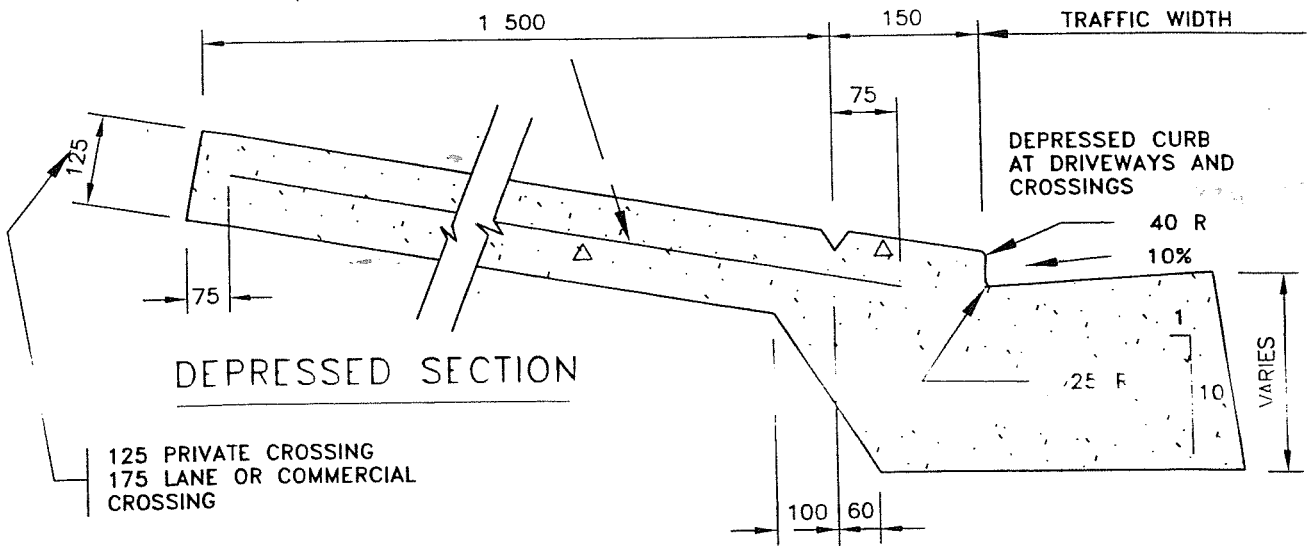 1 500
150
TRAFFIC WIDTH
75
125
DEPRESSED CURB
AT DRIVEWAYS AND
CROSSINGS
40 R
10%
75
1
10
VARIES
25 R
DEPRESSED SECTION
125 PRIVATE CROSSING
175 LANE OR COMMERCIAL
CROSSING
100
60